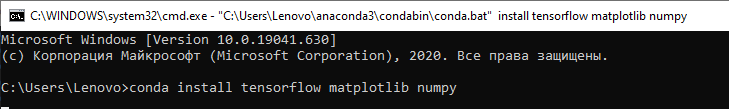 C:\WINDOWS\system32\cmd.exe - "C:\Users\Lenovo\anaconda3\condabin\conda.bat" install tensorflow matplotlib numpy
Microsoft Windows [Version 10.0.19041.630]
(c) Корпорация Майкрософт (Microsoft Corporation), 2020. Все права защищены.
C:\Users\Lenovo>conda install tensorflow matplotlib numpy